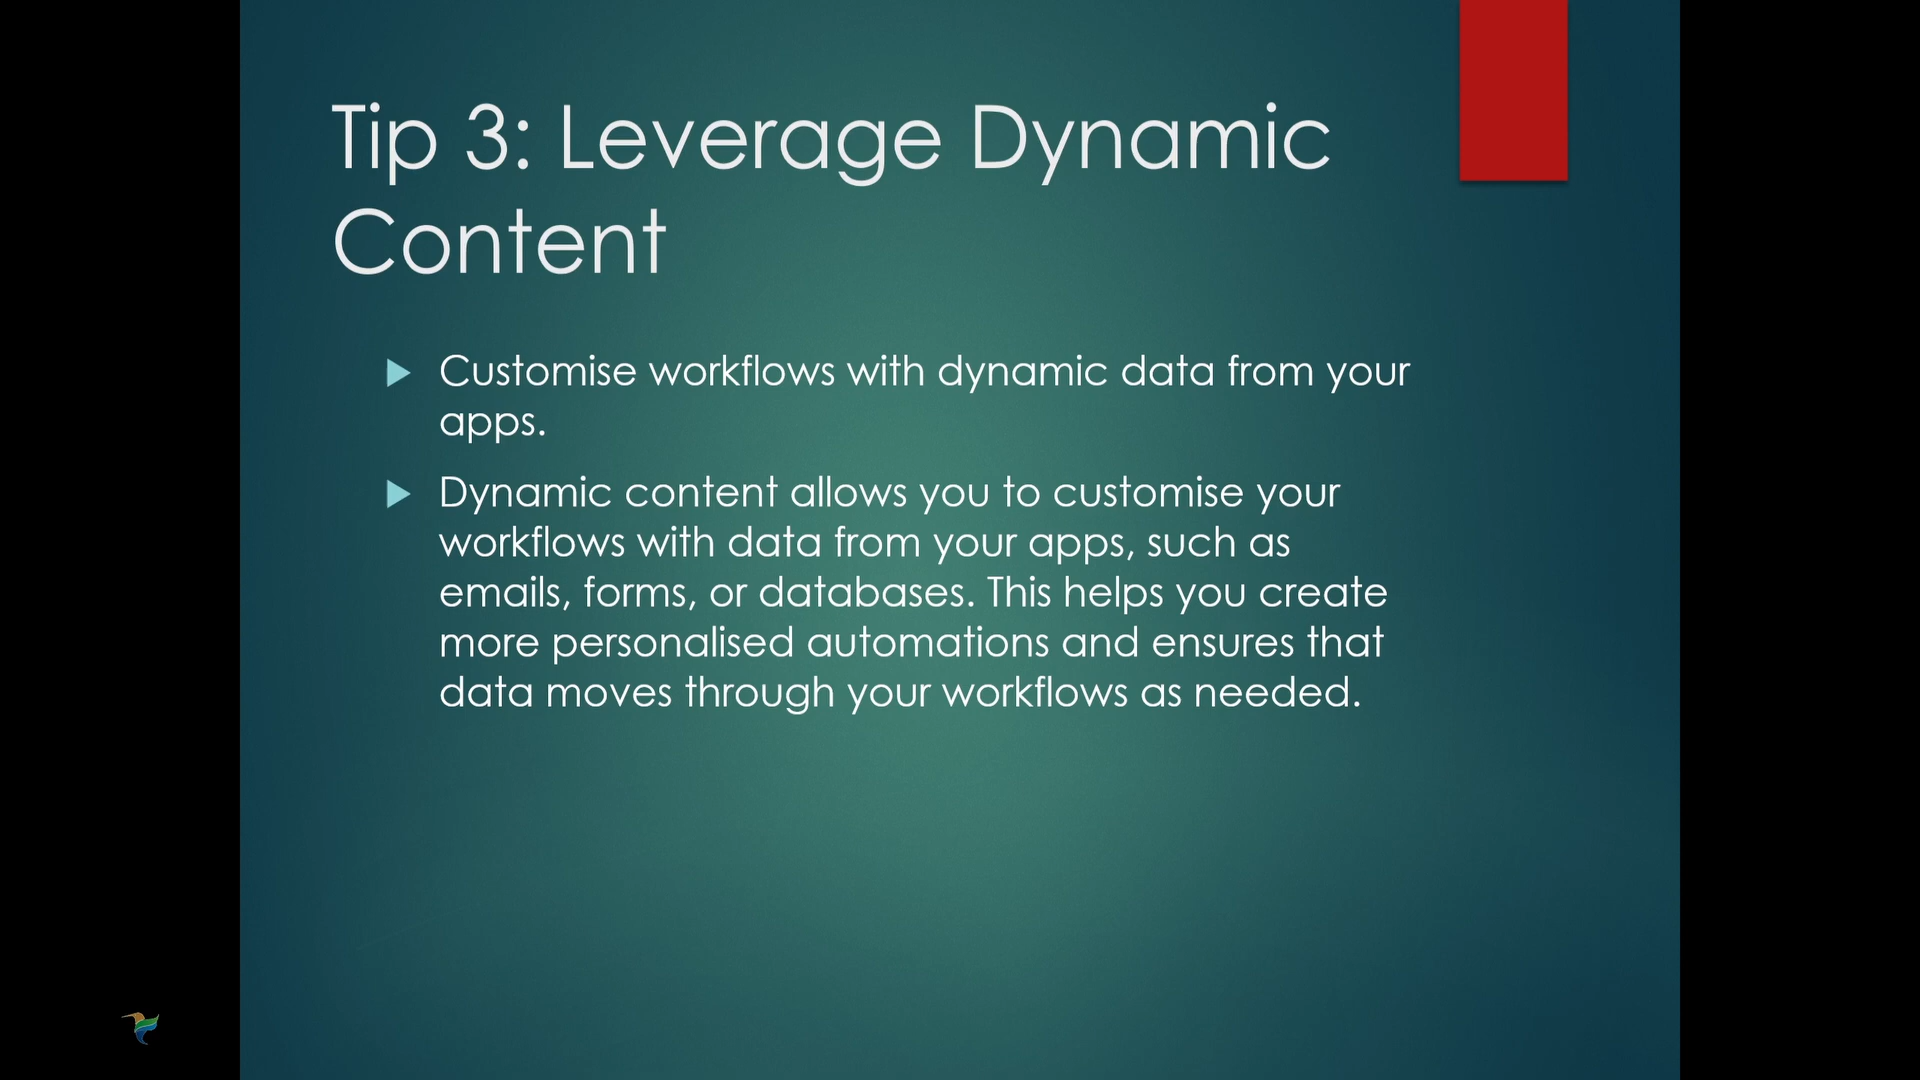 Tip 3: Leverage Dynamic
Content
Customise workflows with dynamic data from your
apps.
Dynamic content allows you to customise your
workflows with data from your apps, such as
emails, forms, or databases. This helps you create
more personalised automations and ensures that
data moves through your workflows as needed.